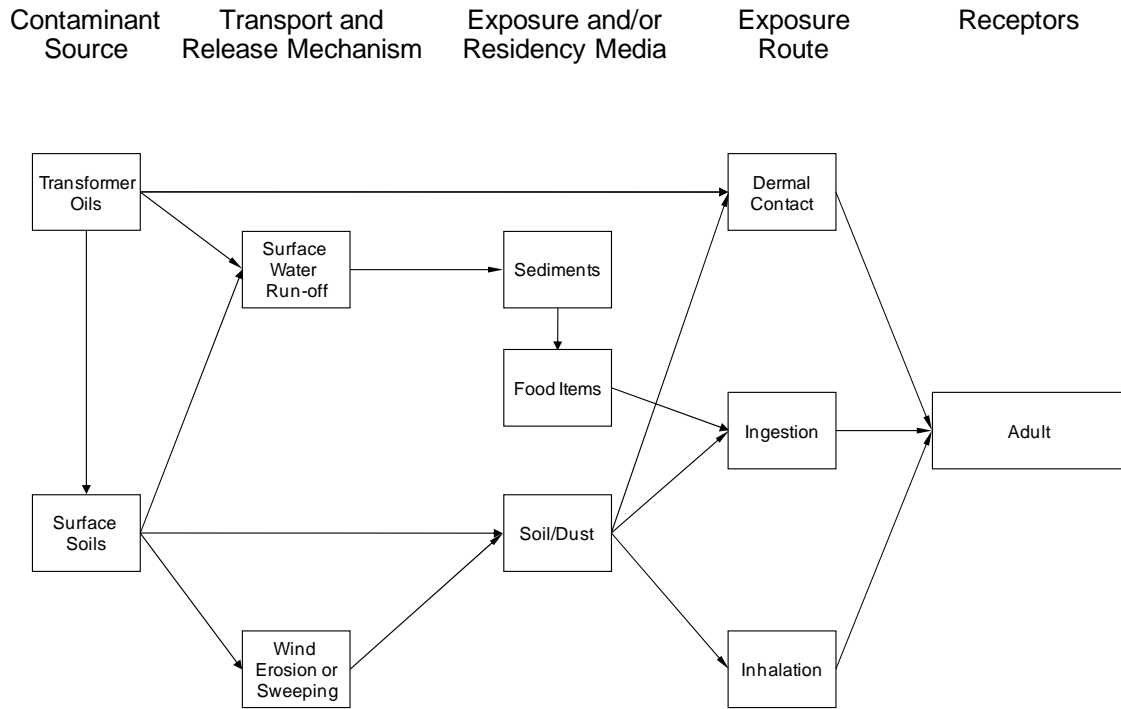 Contaminant
Source
Transport and
Release Mechanism
Exposure and/or
Residency Media
Exposure
Route
Receptors
Transformer
Oils
Dermal
Contact
Surface
Water
Run-off
Sediments
Food Items
Ingestion
Adult
Surface
Soils
Soil/Dust
Wind
Erosion or
Sweeping
Inhalation